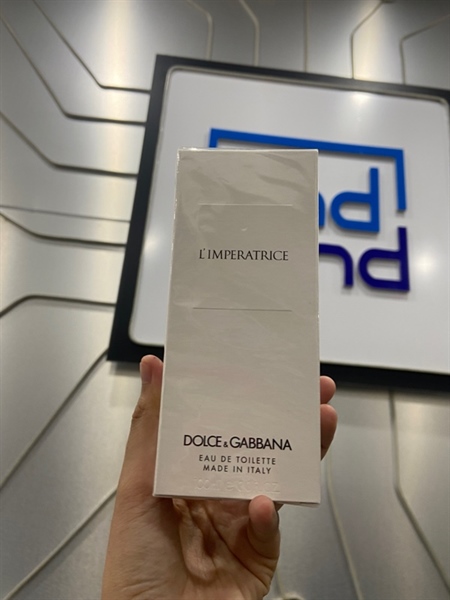 L'IMPERATRICE
DOLCE & GABBANA
EAU DE TOILETTE
MADE IN ITALY